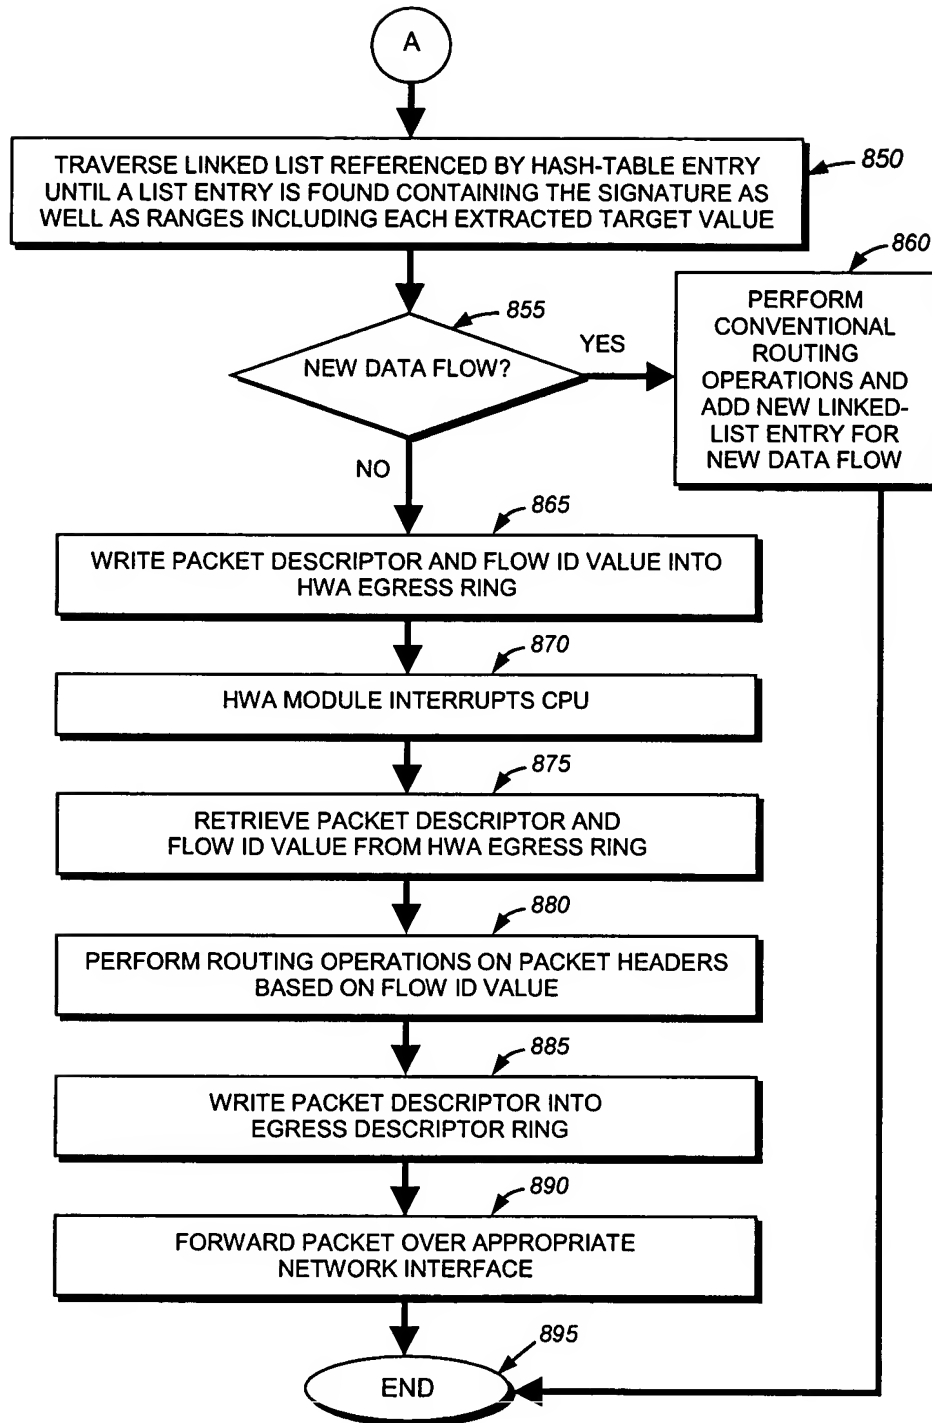 A
TRAVERSE LINKED LIST REFERENCED BY HASH-TABLE ENTRY
UNTIL A LIST ENTRY IS FOUND CONTAINING THE SIGNATURE AS
WELL AS RANGES INCLUDING EACH EXTRACTED TARGET VALUE
850
855
NEW DATA FLOW?
YES
860
PERFORM
CONVENTIONAL
ROUTING
OPERATIONS AND
ADD NEW LINKED-
LIST ENTRY FOR
NEW DATA FLOW
NO
865
WRITE PACKET DESCRIPTOR AND FLOW ID VALUE INTO
HWA EGRESS RING
870
HWA MODULE INTERRUPTS CPU
875
RETRIEVE PACKET DESCRIPTOR AND
FLOW ID VALUE FROM HWA EGRESS RING
880
PERFORM ROUTING OPERATIONS ON PACKET HEADERS
BASED ON FLOW ID VALUE
885
WRITE PACKET DESCRIPTOR INTO
EGRESS DESCRIPTOR RING
890
FORWARD PACKET OVER APPROPRIATE
NETWORK INTERFACE
895
END